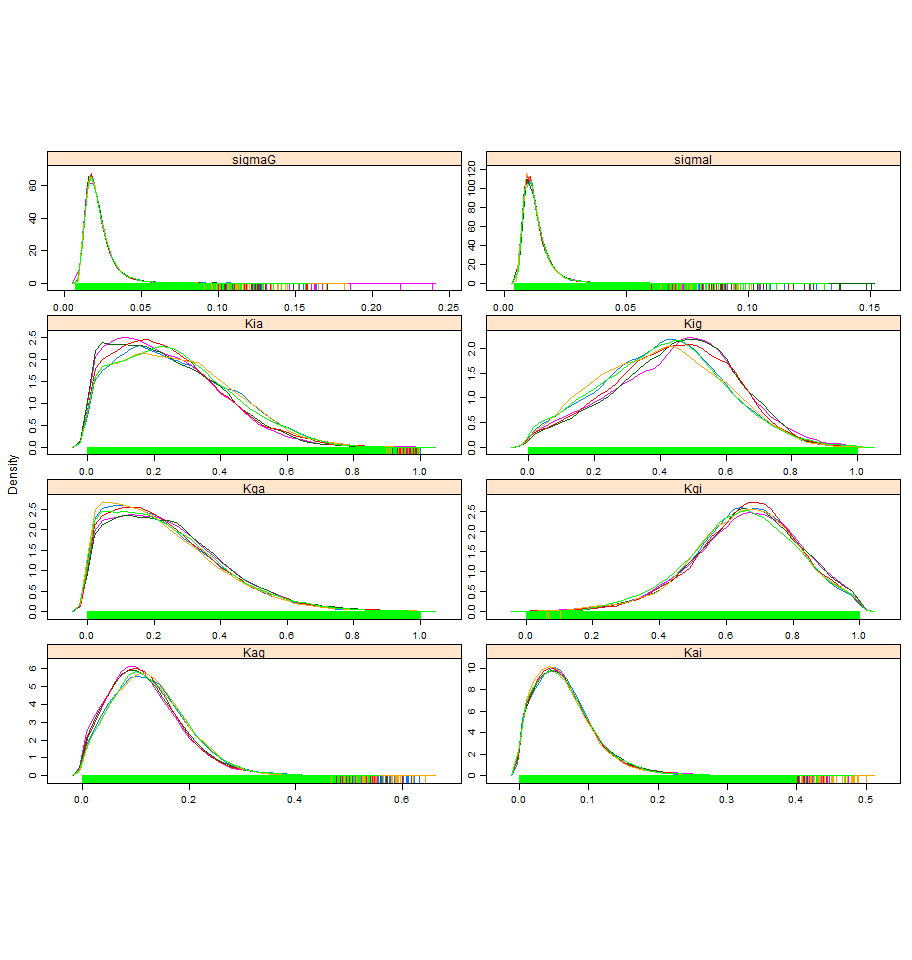 Density
sigmaG
0 20 40 60
0.00 0.05 0.10 0.15 0.20 0.25
sigmaI
0 20 40 60 80 100 120
0.00 0.05 0.10 0.15
Kia
0.0 0.5 1.0 1.5 2.0 2.5
0.0 0.2 0.4 0.6 0.8 1.0
Kig
0.0 0.5 1.0 1.5 2.0
0.0 0.2 0.4 0.6 0.8 1.0
Kga
0.0 0.5 1.0 1.5 2.0 2.5
0.0 0.2 0.4 0.6 0.8 1.0
Kgi
0.0 0.5 1.0 1.5 2.0 2.5
0.0 0.2 0.4 0.6 0.8 1.0
Kag
0 1 2 3 4 5 6
0.0 0.2 0.4 0.6
Kai
0 2 4 6 8 10
0.0 0.1 0.2 0.3 0.4 0.5